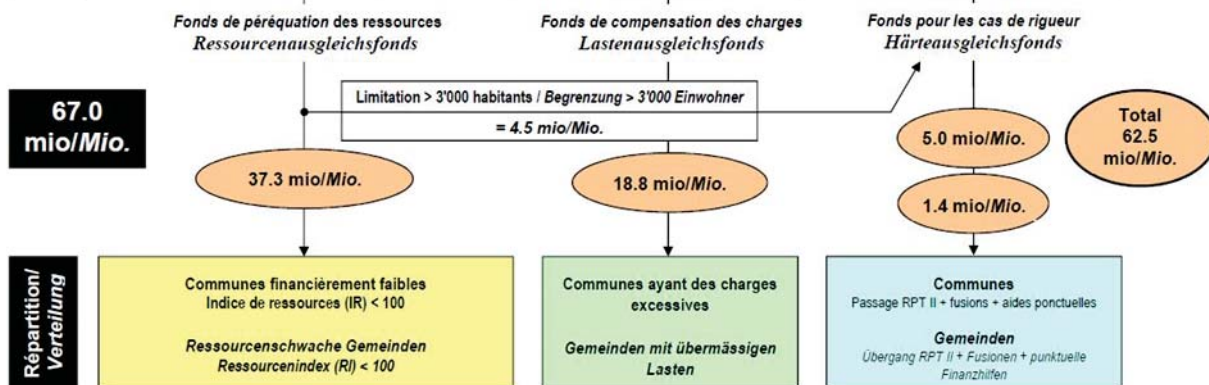 Fonds de péréquation des ressources
Ressourcenausgleichsfonds
Fonds de compensation des charges
Lastenausgleichsfonds
Fonds pour les cas de rigueur
Härteausgleichsfonds
67.0
mio/Mio.
Limitation > 3'000 habitants / Begrenzung > 3'000 Einwohner
= 4.5 mio/Mio.
37.3 mio/Mio.
18.8 mio/Mio.
5.0 mio/Mio.
1.4 mio/Mio.
Total
62.5
mio/Mio.
Répartition/
Verteilung
Communes financièrement faibles
Indice de ressources (IR) < 100
Ressourcenschwache Gemeinden
Ressourcenindex (RI) < 100
Communes ayant des charges
excessives
Gemeinden mit übermässigen
Lasten
Communes
Passage RPT II + fusions + aides ponctuelles
Gemeinden
Übergang RPT II + Fusionen + punktuelle
Finanzhilfen